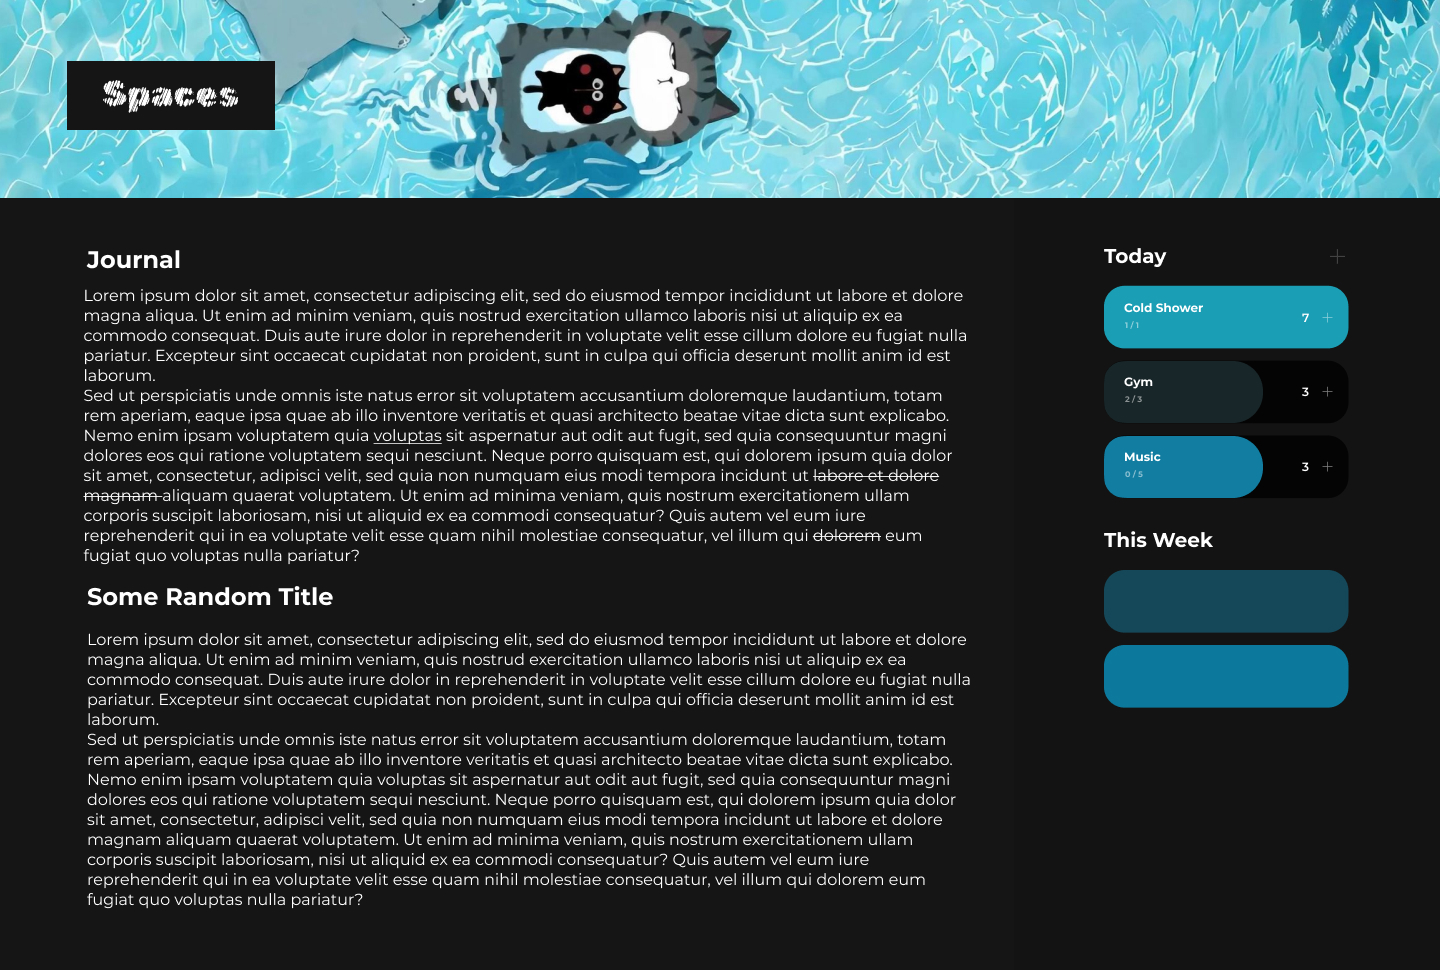 Spaces
Journal
Lorem ipsum dolor sit amet, consectetur adipiscing elit, sed do eiusmod tempor incididunt ut labore et dolore
magna aliqua. Ut enim ad minim veniam, quis nostrud exercitation ullamco laboris nisi ut aliquip ex ea
commodo consequat. Duis aute irure dolor in reprehenderit in voluptate velit esse cillum dolore eu fugiat nulla
pariatur. Excepteur sint occaecat cupidatat non proident, sunt in culpa qui officia deserunt mollit anim id est
laborum.
Sed ut perspiciatis unde omnis iste natus error sit voluptatem accusantium doloremque laudantium, totam
rem aperiam, eaque ipsa quae ab illo inventore veritatis et quasi architecto beatae vitae dicta sunt explicabo.
Nemo enim ipsam voluptatem quia voluptas sit aspernatur aut odit aut fugit, sed quia consequuntur magni
dolores eos qui ratione voluptatem sequi nesciunt. Neque porro quisquam est, qui dolorem ipsum quia dolor
sit amet, consectetur, adipisci velit, sed quia non numquam eius modi tempora incidunt ut labore et dolore
magnam aliquam quaerat voluptatem. Ut enim ad minima veniam, quis nostrum exercitationem ullam
corporis suscipit laboriosam, nisi ut aliquid ex ea commodi consequatur? Quis autem vel eum iure
reprehenderit qui in ea voluptate velit esse quam nihil molestiae consequatur, vel illum qui dolorem eum
fugiat quo voluptas nulla pariatur?
Some Random Title
Lorem ipsum dolor sit amet, consectetur adipiscing elit, sed do eiusmod tempor incididunt ut labore et dolore
magna aliqua. Ut enim ad minim veniam, quis nostrud exercitation ullamco laboris nisi ut aliquip ex ea
commodo consequat. Duis aute irure dolor in reprehenderit in voluptate velit esse cillum dolore eu fugiat nulla
pariatur. Excepteur sint occaecat cupidatat non proident, sunt in culpa qui officia deserunt mollit anim id est
laborum.
Sed ut perspiciatis unde omnis iste natus error sit voluptatem accusantium doloremque laudantium, totam
rem aperiam, eaque ipsa quae ab illo inventore veritatis et quasi architecto beatae vitae dicta sunt explicabo.
Nemo enim ipsam voluptatem quia voluptas sit aspernatur aut odit aut fugit, sed quia consequuntur magni
dolores eos qui ratione voluptatem sequi nesciunt. Neque porro quisquam est, qui dolorem ipsum quia dolor
sit amet, consectetur, adipisci velit, sed quia non numquam eius modi tempora incidunt ut labore et dolore
magnam aliquam quaerat voluptatem. Ut enim ad minima veniam, quis nostrum exercitationem ullam
corporis suscipit laboriosam, nisi ut aliquid ex ea commodi consequatur? Quis autem vel eum iure
reprehenderit qui in ea voluptate velit esse quam nihil molestiae consequatur, vel illum qui dolorem eum
fugiat quo voluptas nulla pariatur?
Today +
Cold Shower
1 / 1
7 +
Gym
2 / 3
3 +
Music
0 / 5
3 +
This Week